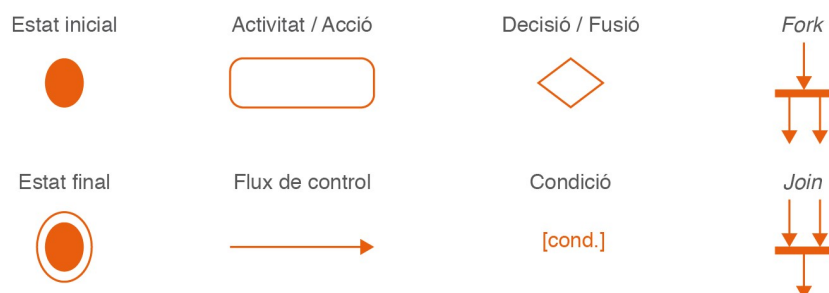 Estat inicial
Activitat / Acció
Decisió / Fusió
Fork
Estat final
Flux de control
Condició
Join
[cond.]